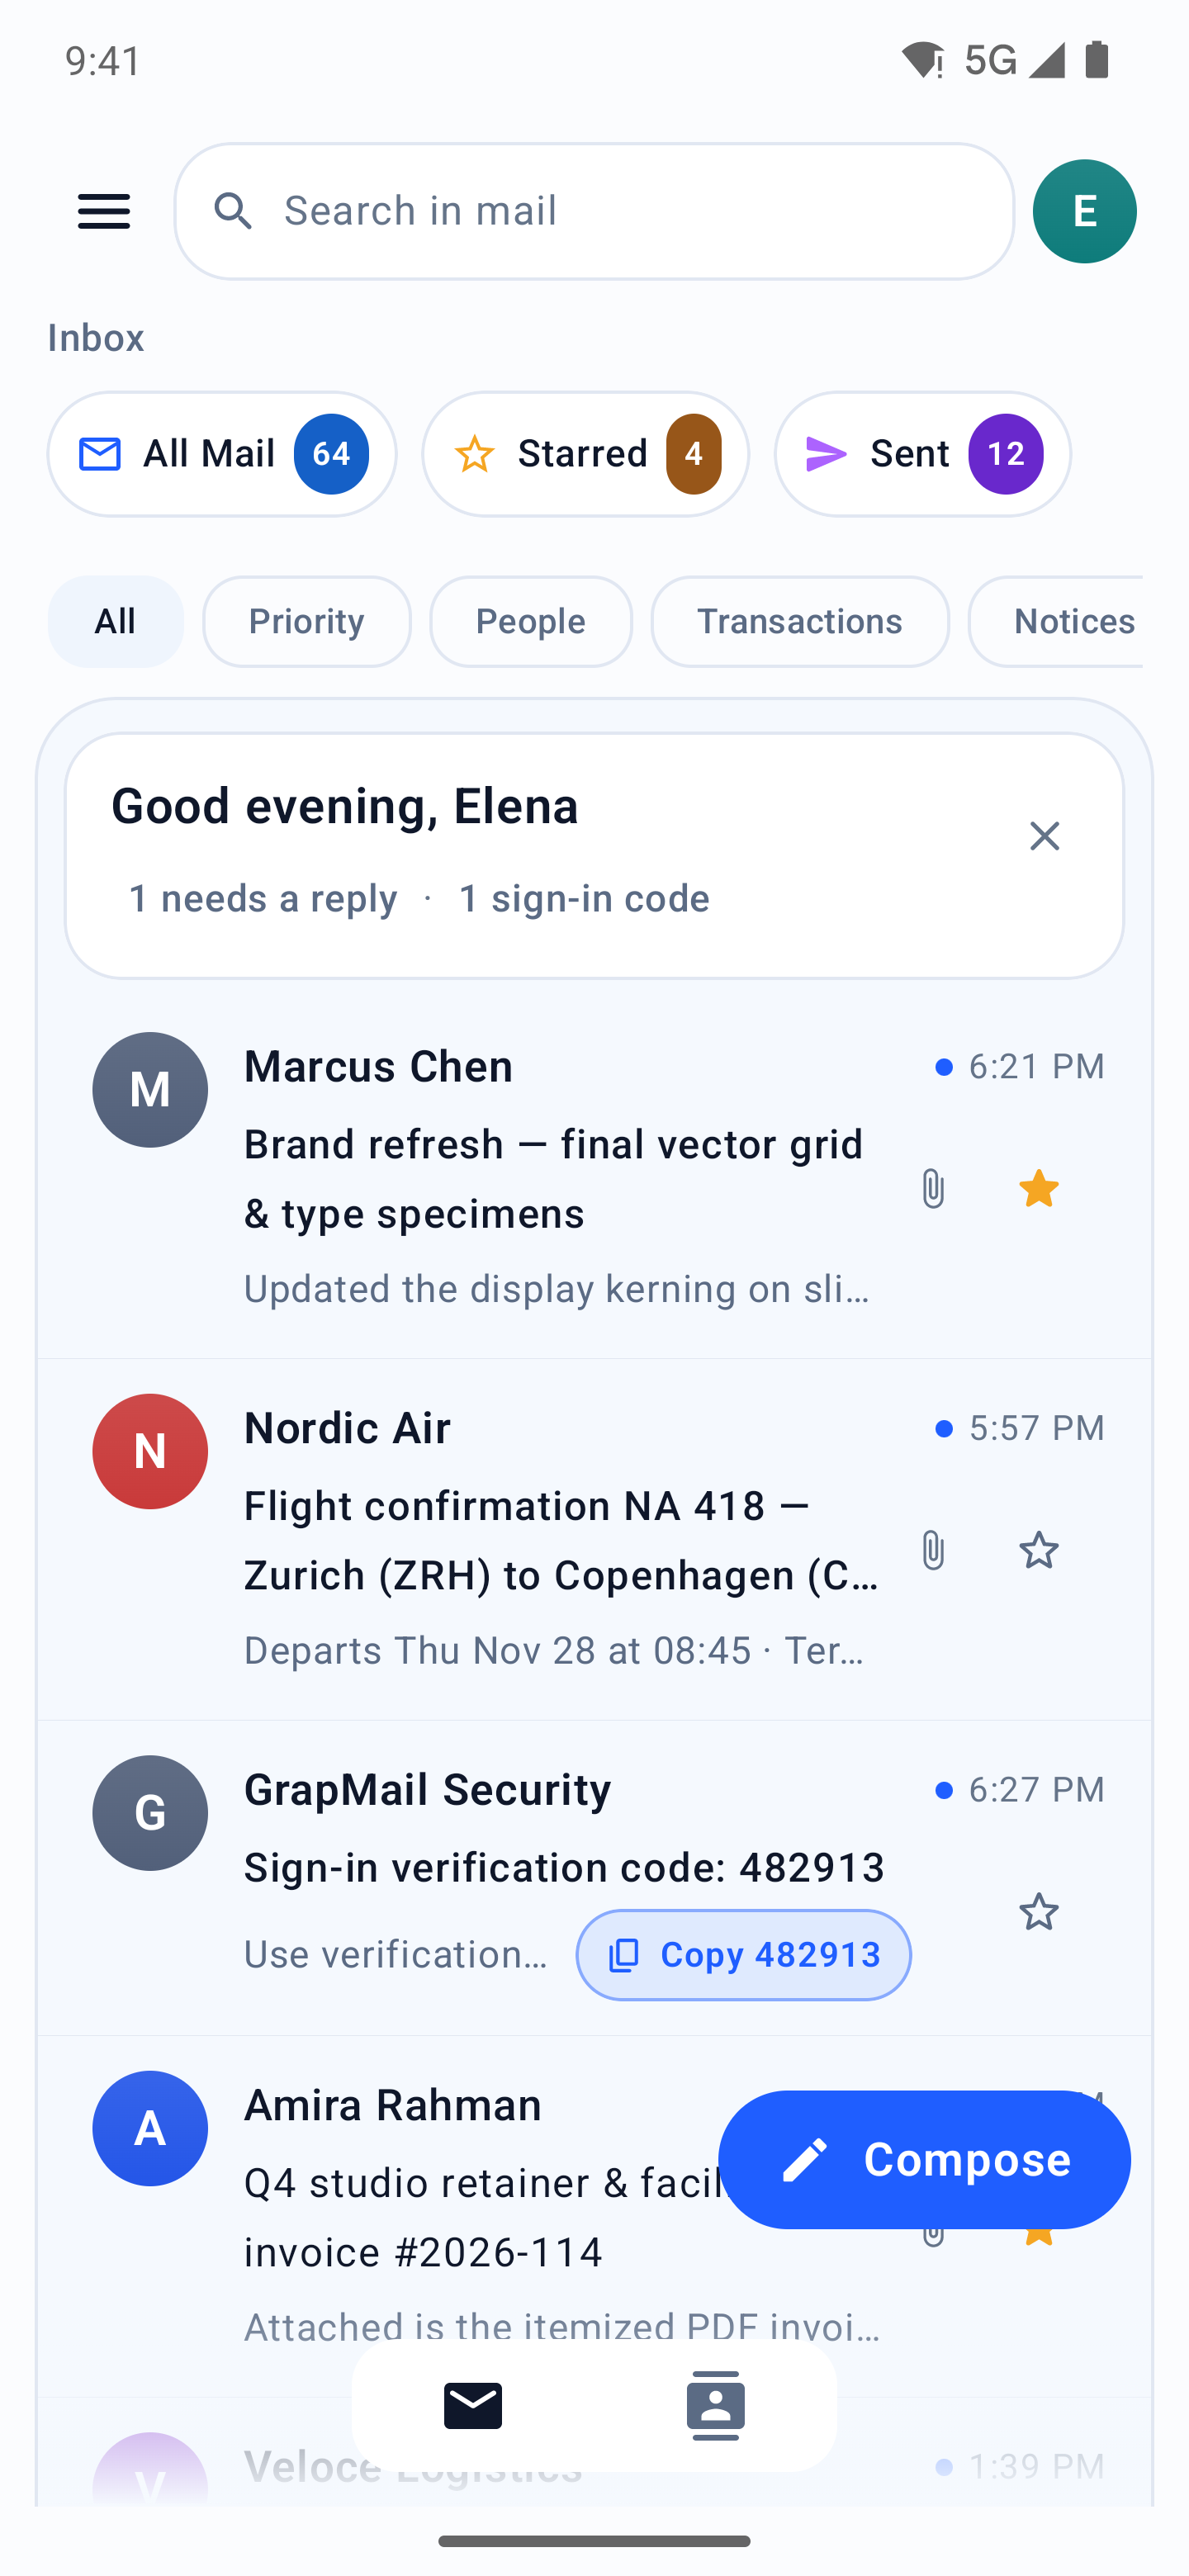 9:41
5G
Search in mail
E
Inbox
All Mail 64
Starred 4
Sent 12
All
Priority
People
Transactions
Notices
Good evening, Elena
1 needs a reply · 1 sign-in code
M
Marcus Chen
6:21 PM
Brand refresh — final vector grid
& type specimens
Updated the display kerning on sli…
N
Nordic Air
5:57 PM
Flight confirmation NA 418 —
Zurich (ZRH) to Copenhagen (C…
Departs Thu Nov 28 at 08:45 · Ter…
G
GrapMail Security
6:27 PM
Sign-in verification code: 482913
Use verification…
Copy 482913
A
Amira Rahman
Q4 studio retainer & facil
Compose
invoice #2026-114
Attached is the itemized PDF invoi…
V
Veloce Logistics
1:39 PM